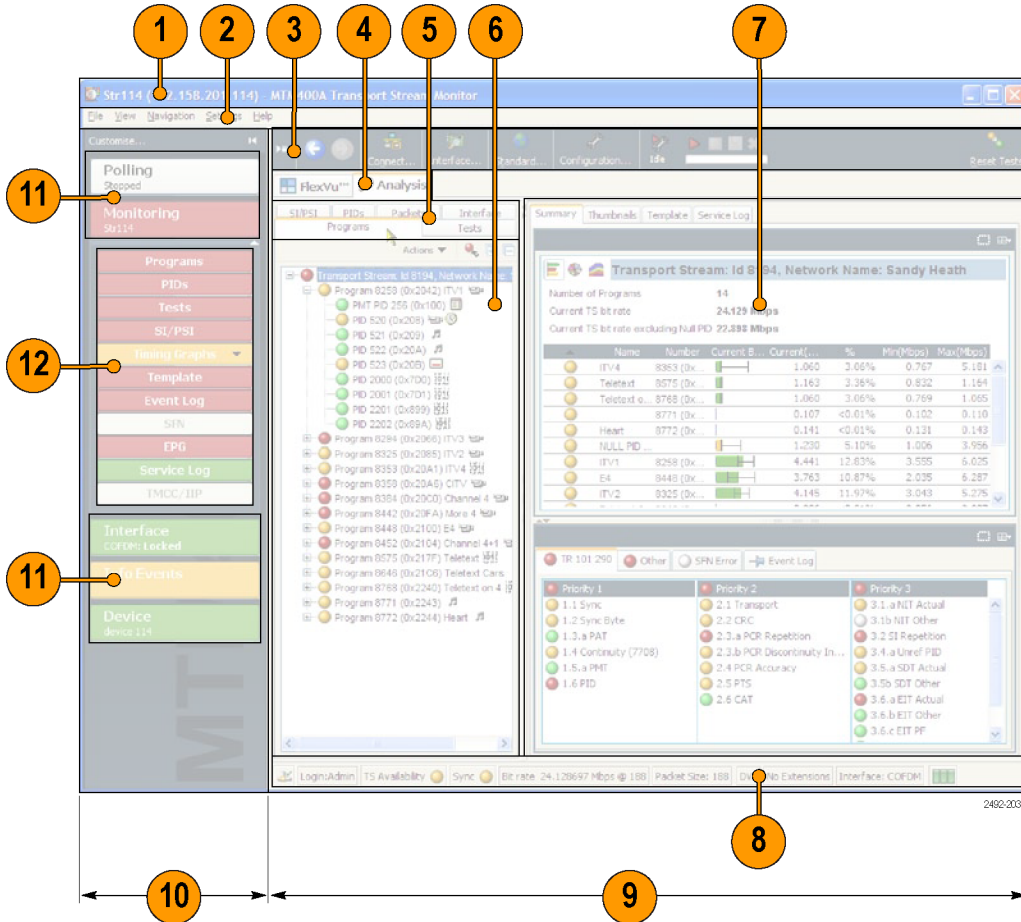 1 2 3 4 5 6 7
Str114 ( 2.158.201.114) - MTM400A Transport Stream Monitor
File View Navigation Help
Customise...
Connect... Interface... Standard... Configuration... Idle Reset Tests
Polling
Stopped
11
Monitoring
Str114
FlexVu™ Analysis
SI/PSI PIDs Packet Interface
Programs Tests
Actions
Programs
PIDs
Tests
SI/PSI
12
Timing Graphs
Template
Event Log
SFN
EPG
Service Log
TMCC/IIP
Interface
COFDM: Locked
11
Info Events
Device
device 114
MT
Transport Stream: Id 8194, Network Name:
Program 8258 (0x2042) ITV1
PMT PID 256 (0x100)
PID 520 (0x208)
PID 521 (0x209)
PID 522 (0x20A)
PID 523 (0x20B)
PID 2000 (0x7D0)
PID 2001 (0x7D1)
PID 2201 (0x899)
PID 2202 (0x89A)
Program 8294 (0x2066) ITV3
Program 8325 (0x2085) ITV2
Program 8353 (0x20A1) ITV4
Program 8358 (0x20A6) CITV
Program 8384 (0x20C0) Channel 4
Program 8442 (0x20FA) More 4
Program 8448 (0x2100) E4
Program 8452 (0x2104) Channel 4+1
Program 8575 (0x217F) Teletext
Program 8646 (0x21C6) Teletext Cars
Program 8768 (0x2240) Teletext on 4
Program 8771 (0x2243)
Program 8772 (0x2244) Heart
Summary Thumbnails Template Service Log
Transport Stream: Id 8194, Network Name: Sandy Heath
Number of Programs 14
Current TS bit rate 24.129 Mbps
Current TS bit rate excluding Null PID 22.898 Mbps
Name Number Current B... Current(... % Min(Mbps) Max(Mbps)
ITV4 8353 (0x... 1.060 3.06% 0.767 5.181
Teletext 8575 (0x... 1.163 3.36% 0.832 1.164
Teletext o... 8768 (0x... 1.060 3.06% 0.769 1.065
8771 (0x... 0.107 <0.01% 0.102 0.110
Heart 8772 (0x... 0.141 <0.01% 0.131 0.143
NULL PID ... 1.230 5.10% 1.006 3.956
ITV1 8258 (0x... 4.441 12.83% 3.555 6.025
E4 8448 (0x... 3.763 10.87% 2.035 6.287
ITV2 8325 (0x... 4.145 11.97% 3.043 5.275
TR 101 290 Other SFN Error Event Log
Priority 1
1.1 Sync
1.2 Sync Byte
1.3.a PAT
1.4 Continuity (7708)
1.5.a PMT
1.6 PID
Priority 2
2.1 Transport
2.2 CRC
2.3.a PCR Repetition
2.3.b PCR Discontinuity In...
2.4 PCR Accuracy
2.5 PTS
2.6 CAT
Priority 3
3.1.a NIT Actual
3.1b NIT Other
3.2 SI Repetition
3.4.a Unref PID
3.5.a SDT Actual
3.5b SDT Other
3.6.a EIT Actual
3.6.b EIT Other
3.6.c EIT PF
Login:Admin TS Availability Sync Bit rate 24.128697 Mbps @ 188 Packet Size: 188 No Extensions Interface: COFDM
2492-203
8
10 9